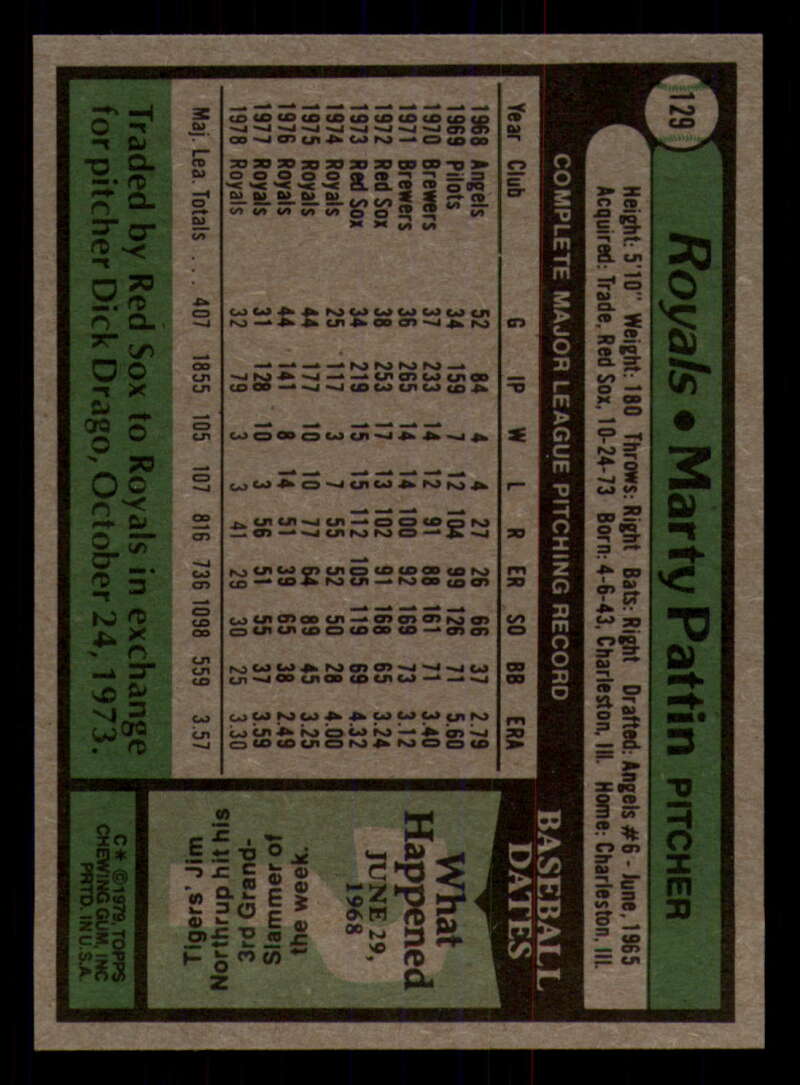 129
Royals • Marty Pattin PITCHER
Height: 5'10" Weight: 180 Throws: Right Bats: Right Drafted: Angels #6 - June, 1965
Acquired: Trade, Red Sox, 10-24-73 Born: 4-6-43, Charleston, Ill. Home: Charleston, Ill.
COMPLETE MAJOR LEAGUE PITCHING RECORD
Year Club G IP W L R ER SO BB ERA
1968 Angels 52 84 4 4 27 26 66 37 2.79
1969 Pilots 34 159 7 12 104 99 126 71 5.60
1970 Brewers 37 233 14 12 91 88 161 71 3.40
1971 Brewers 36 265 14 14 100 92 169 73 3.12
1972 Red Sox 38 253 17 13 102 91 168 65 3.24
1973 Red Sox 34 219 15 15 112 105 119 69 4.32
1974 Royals 25 117 3 7 55 52 50 28 4.00
1975 Royals 44 177 10 10 77 64 89 45 3.25
1976 Royals 44 141 8 14 51 39 65 38 2.49
1977 Royals 31 128 10 3 56 51 55 37 3.59
1978 Royals 32 79 3 3 41 29 30 25 3.30
Maj. Lea. Totals . . . 407 1855 105 107 816 736 1098 559 3.57
Traded by Red Sox to Royals in exchange
for pitcher Dick Drago, October 24, 1973.
BASEBALL
DATES
What
Happened
JUNE 29,
1968
Tigers' Jim
Northrup hit his
3rd Grand-
Slammer of
the week.
C* ©1979 TOPPS
CHEWING GUM, INC
PRTD. IN U.S.A.